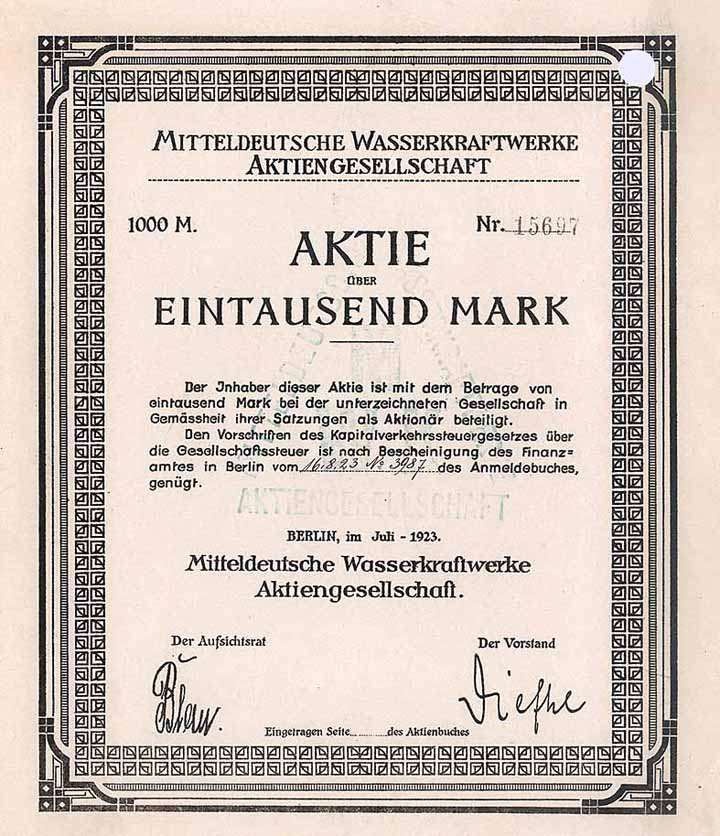 MITTELDEUTSCHE WASSERKRAFTWERKE
AKTIENGESELLSCHAFT
1000 M.
Nr. 15697
AKTIE
ÜBER
EINTAUSEND MARK
Der Inhaber dieser Aktie ist mit dem Betrage von
eintausend Mark bei der unterzeichneten Gesellschaft in
Gemässheit ihrer Satzungen als Aktionär beteiligt.
Den Vorschriften des Kapitalverkehrssteuergesetzes über
die Gesellschaftssteuer ist nach Bescheinigung des Finanz=
amtes in Berlin vom 16.8.23 No 3987 des Anmeldebuches,
genügt.
AKTIENGESELLSCHAFT
BERLIN, im Juli - 1923.
Mitteldeutsche Wasserkraftwerke
Aktiengesellschaft.
Der Aufsichtsrat
Der Vorstand
Eingetragen Seite..........des Aktienbuches